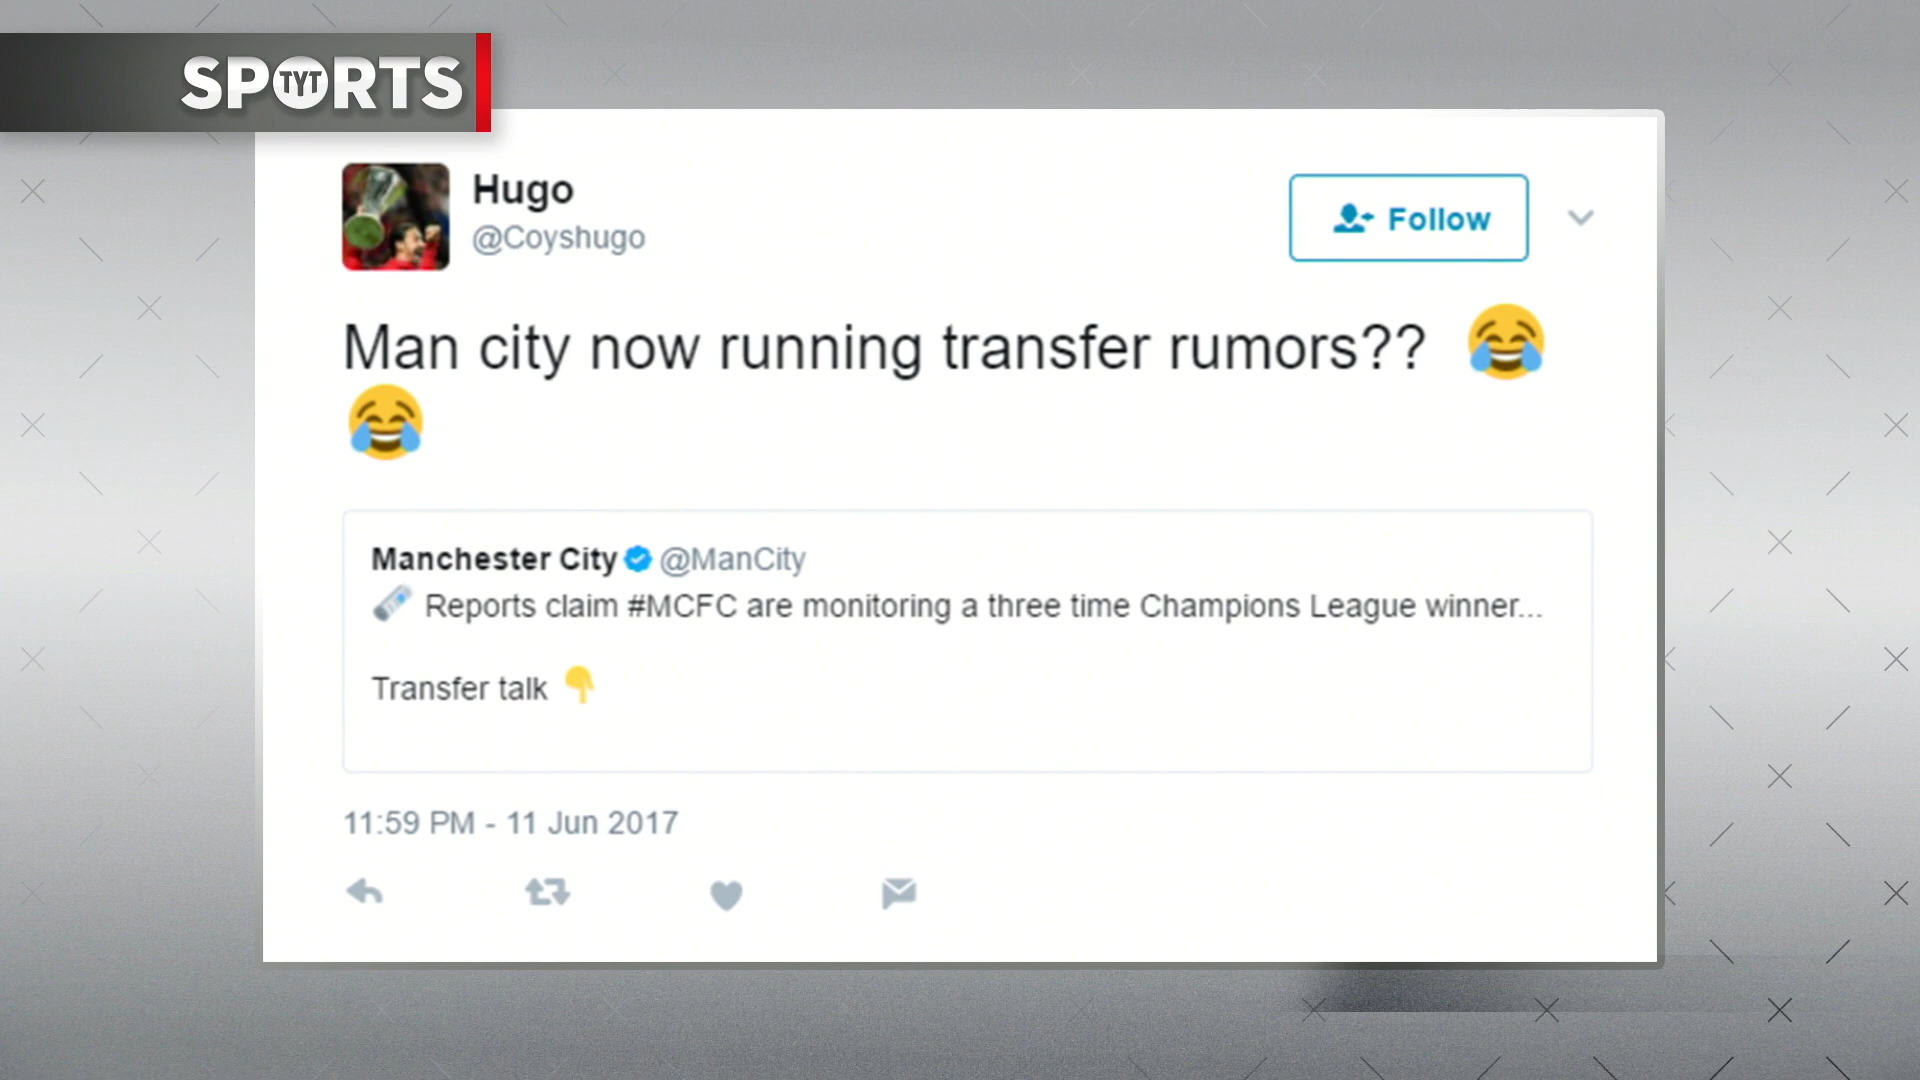 SPORTS
TYT
Hugo
@Coyshugo
Follow
Man city now running transfer rumors?? 😂
😂
Manchester City @ManCity
🗞 Reports claim #MCFC are monitoring a three time Champions League winner...
Transfer talk 👇
11:59 PM - 11 Jun 2017